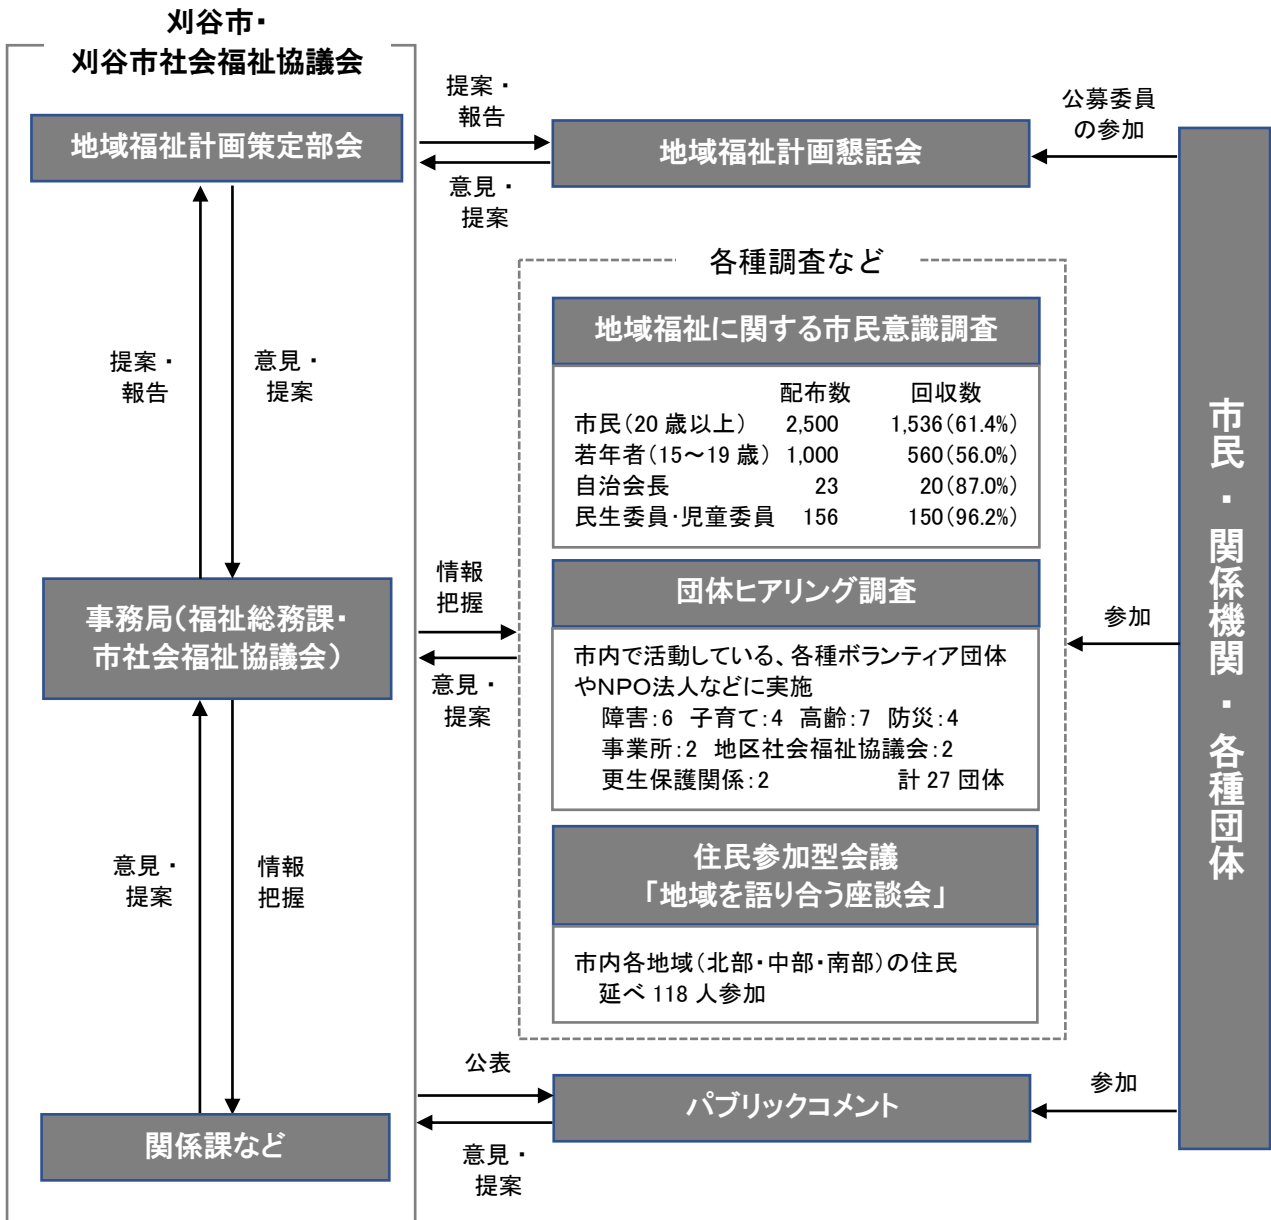 刈谷市・
刈谷市社会福祉協議会
地域福祉計画策定部会
提案・
報告
意見・
提案
地域福祉計画懇話会
公募委員
の参加
提案・
報告
意見・
提案
事務局（福祉総務課・
市社会福祉協議会）
意見・
提案
情報
把握
関係課など
情報
把握
意見・
提案
各種調査など
地域福祉に関する市民意識調査
配布数 回収数
市民（20歳以上） 2,500 1,536（61.4%）
若年者（15～19歳） 1,000 560（56.0%）
自治会長 23 20（87.0%）
民生委員・児童委員 156 150（96.2%）
団体ヒアリング調査
市内で活動している、各種ボランティア団体
やNPO法人などに実施
障害：6 子育て：4 高齢：7 防災：4
事業所：2 地区社会福祉協議会：2
更生保護関係：2 計27団体
住民参加型会議
「地域を語り合う座談会」
市内各地域（北部・中部・南部）の住民
延べ118人参加
参加
公表
意見・
提案
パブリックコメント
参加
市民・関係機関・各種団体